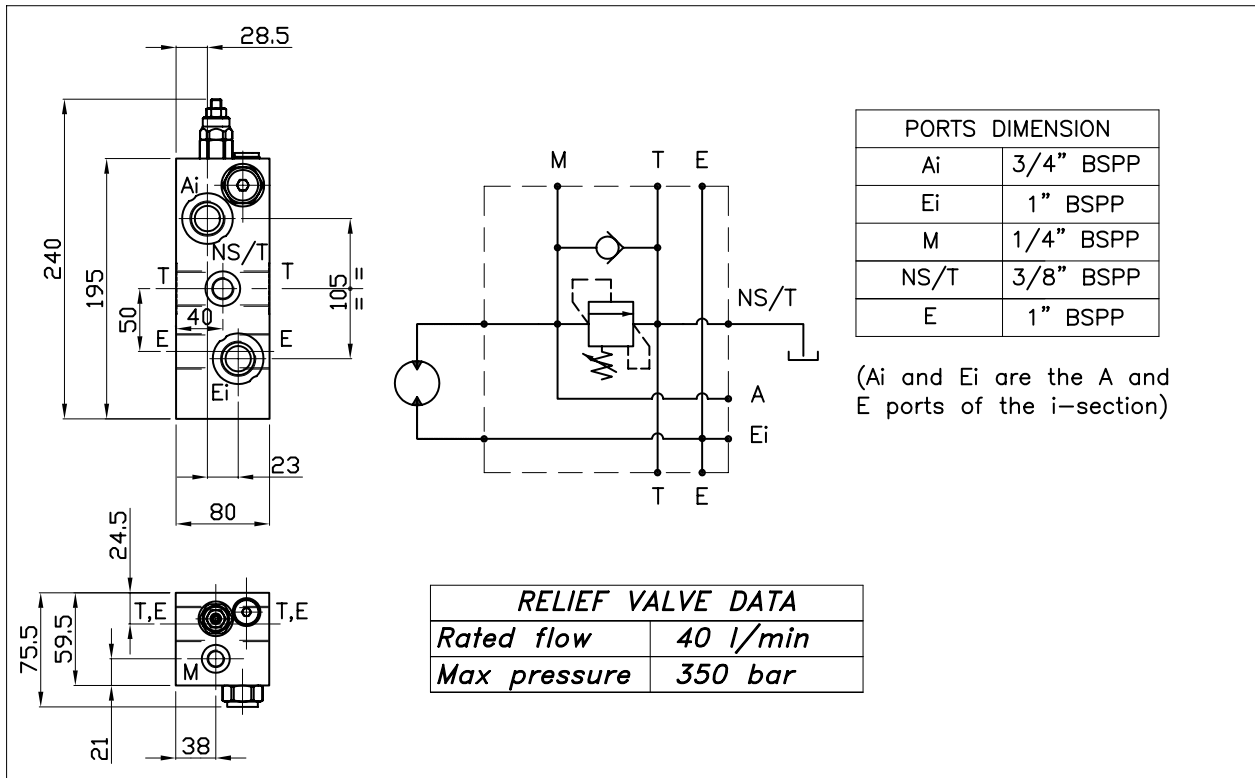 28.5
240
195
50
40
Ai
NS/T
T
T
E
E
Ei
105
=
=
23
80
M
T
E
NS/T
A
Ei
T
E
PORTS DIMENSION
Ai 3/4" BSPP
Ei 1" BSPP
M 1/4" BSPP
NS/T 3/8" BSPP
E 1" BSPP
(Ai and Ei are the A and
E ports of the i-section)
24.5
75.5
59.5
T,E
T,E
M
21
38
RELIEF VALVE DATA
Rated flow 40 l/min
Max pressure 350 bar